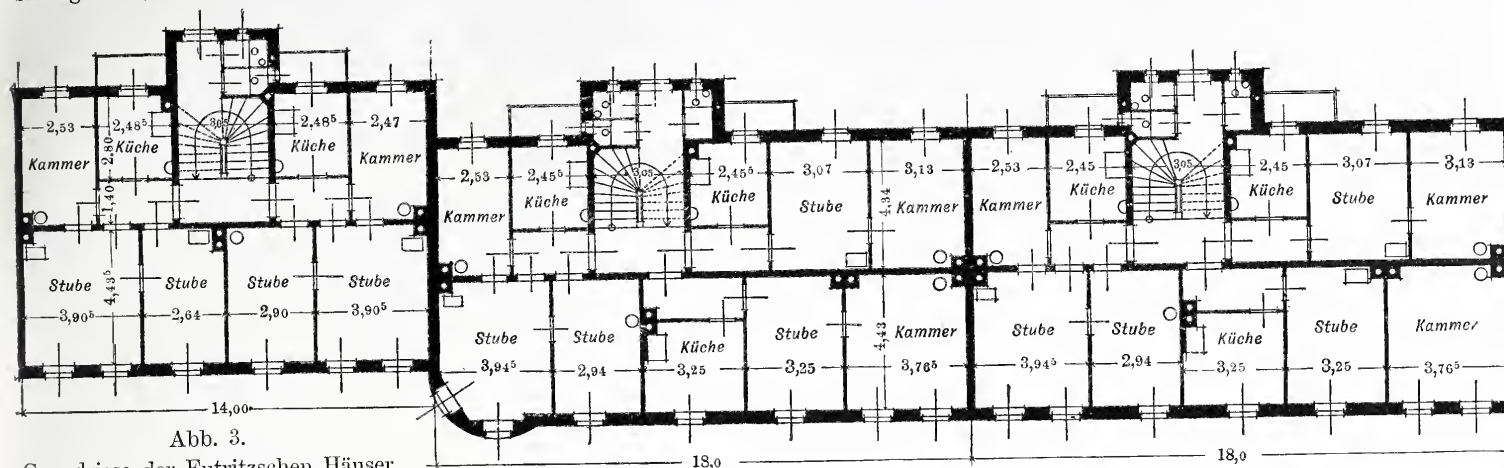 2,53
2,48⁵
3,05
2,48⁵
2,47
Kammer
Küche
2,80
1,40
Küche
Kammer
Stube
4,43⁵
Stube
Stube
Stube
3,90⁵
2,64
2,90
3,90⁵
14,00
2,53
2,45⁵
3,05
2,45⁵
3,07
3,13
Kammer
Küche
Küche
Stube
4,34
Kammer
Stube
Stube
Küche
Stube
4,43
Kammer
3,94⁵
2,94
3,25
3,25
3,76⁵
18,0
2,53
2,45
3,05
2,45
3,07
3,13
Kammer
Küche
Küche
Stube
Kammer
Stube
Stube
Küche
Stube
Kammer
3,94⁵
2,94
3,25
3,25
3,76⁵
18,0
Abb. 3.
Grundrisse der Eutritzschen Häuser